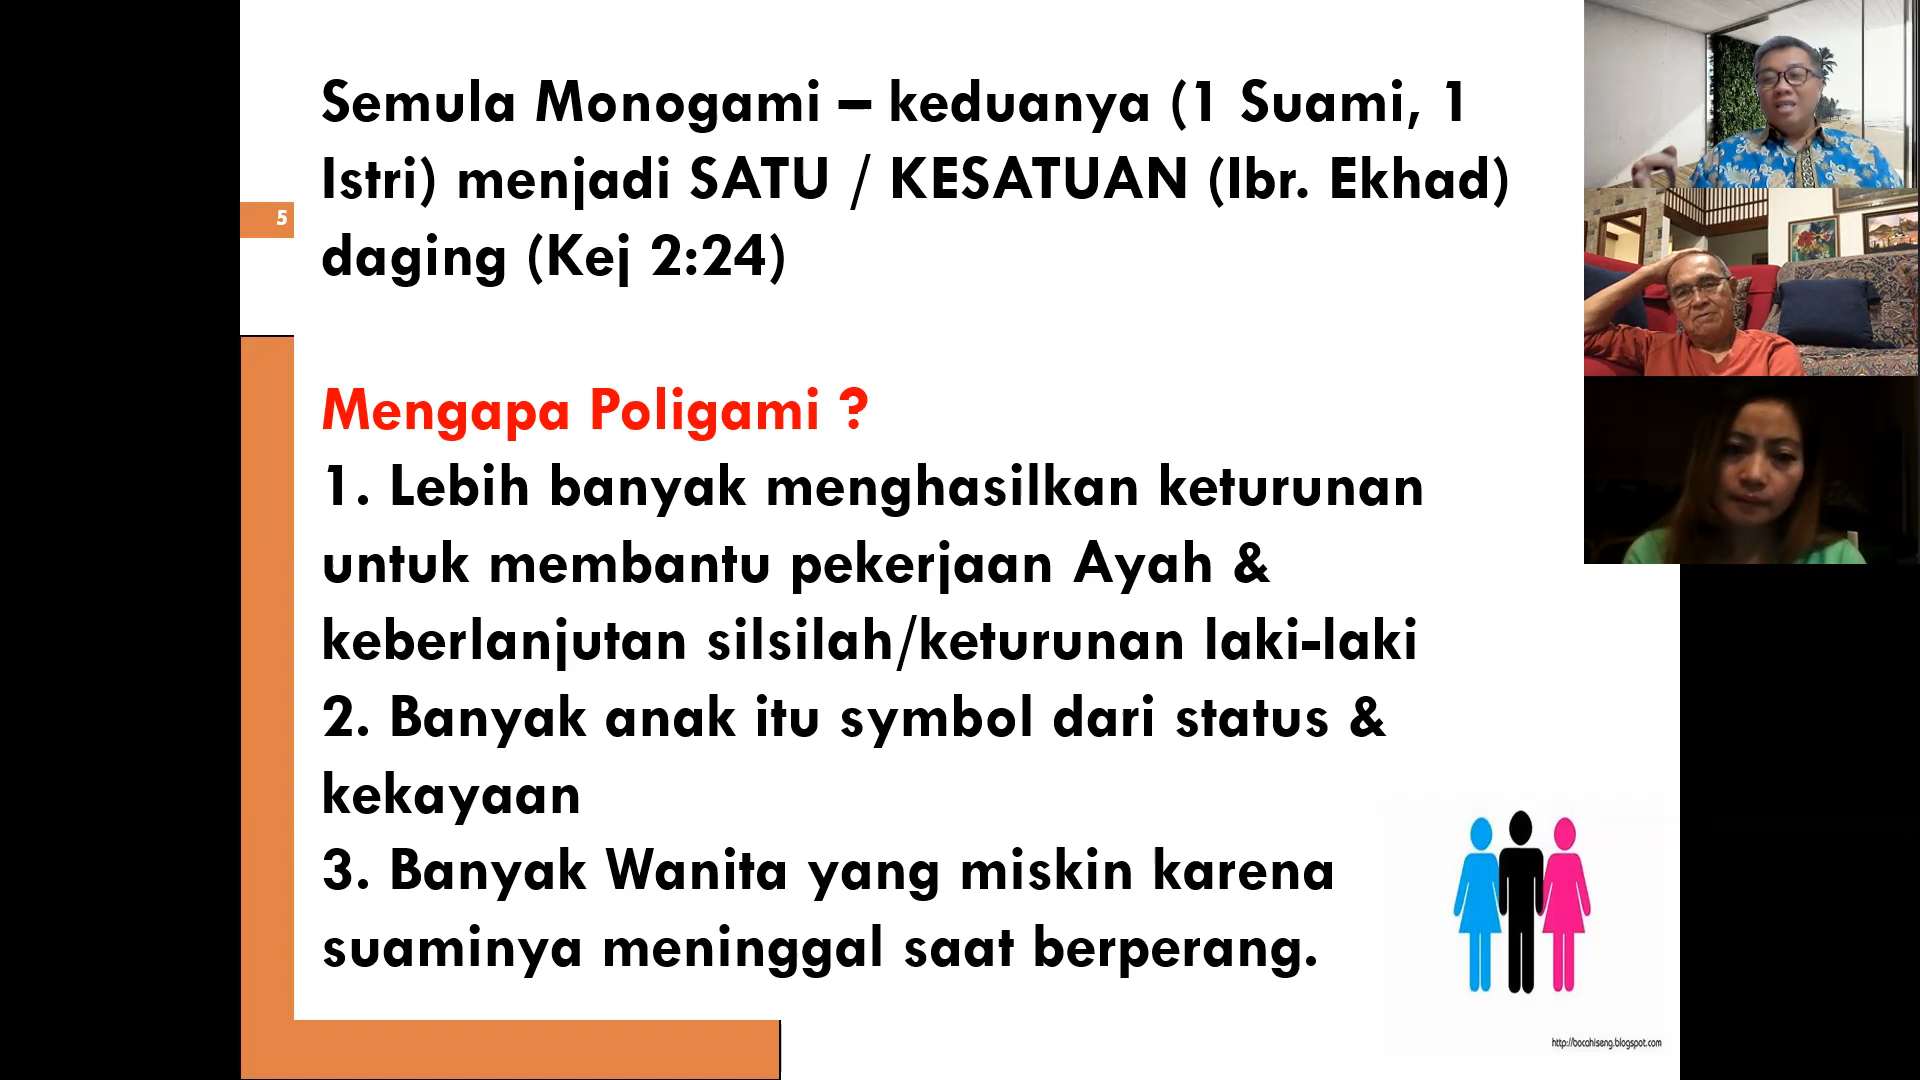 Semula Monogami – keduanya (1 Suami, 1
Istri) menjadi SATU / KESATUAN (Ibr. Ekhad)
daging (Kej 2:24)
5
Mengapa Poligami ?
1. Lebih banyak menghasilkan keturunan
untuk membantu pekerjaan Ayah &
keberlanjutan silsilah/keturunan laki-laki
2. Banyak anak itu symbol dari status &
kekayaan
3. Banyak Wanita yang miskin karena
suaminya meninggal saat berperang.
http://bocahiseng.blogspot.com